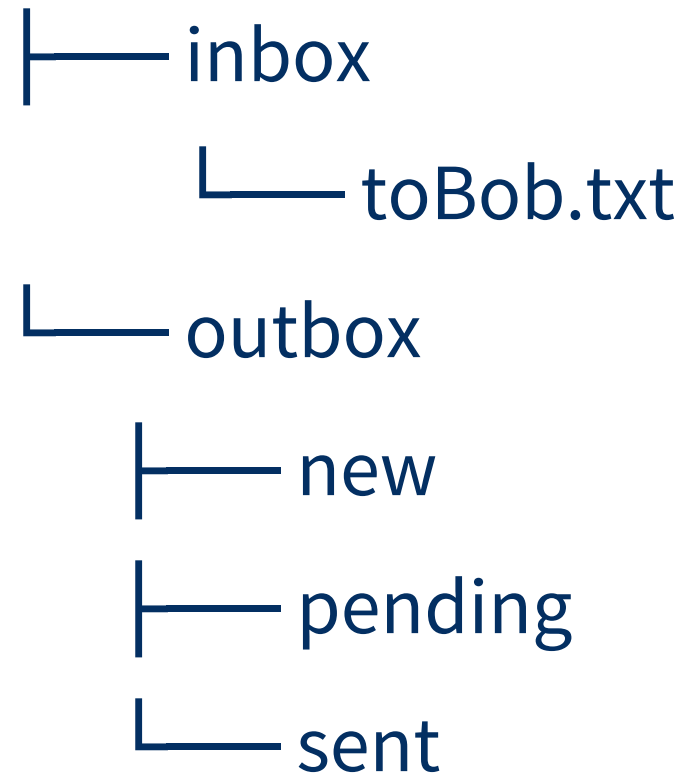 ├── inbox
└── toBob.txt
└── outbox
├── new
├── pending
└── sent